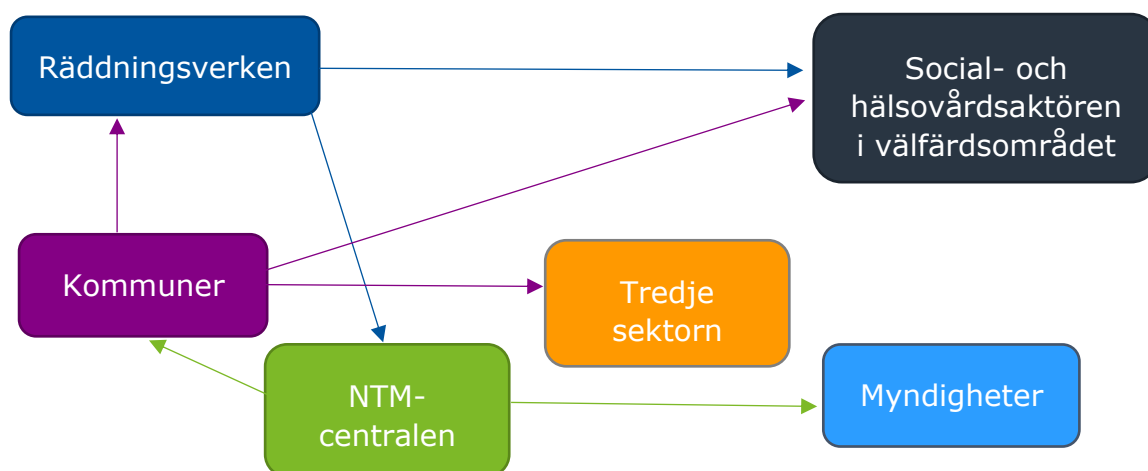 Räddningsverken
Social- och
hälsovårdsaktören
i välfärdsområdet
Kommuner
Tredje
sektorn
NTM-
centralen
Myndigheter